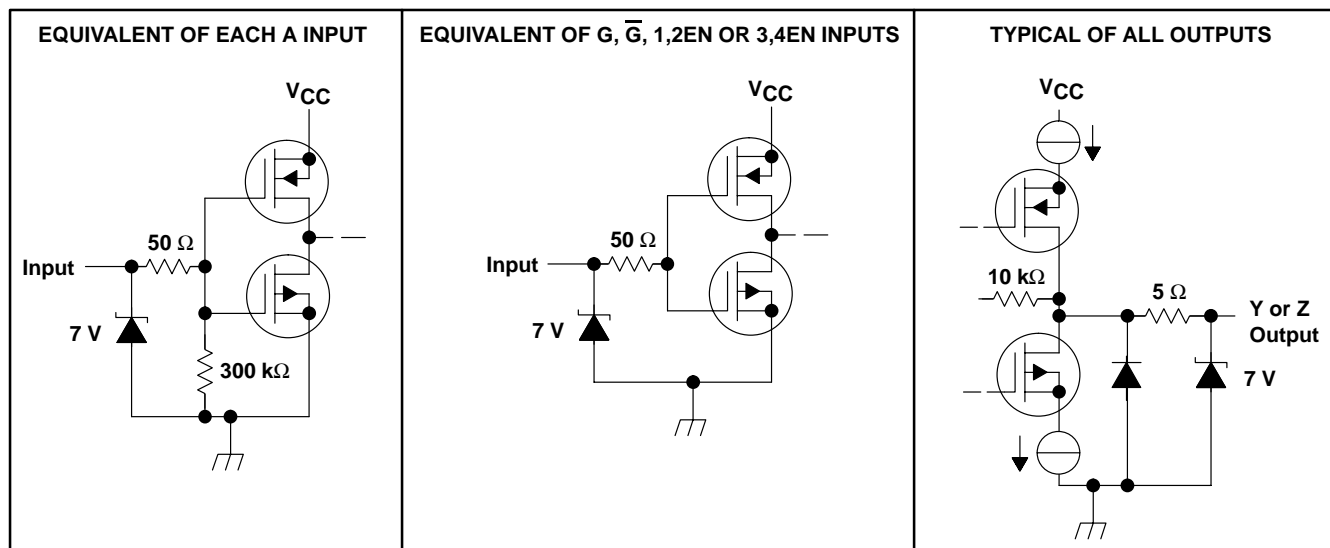 EQUIVALENT OF EACH A INPUT
VCC
50 Ω
Input
7 V
300 kΩ
EQUIVALENT OF G, G̅, 1,2EN OR 3,4EN INPUTS
VCC
50 Ω
Input
7 V
TYPICAL OF ALL OUTPUTS
VCC
10 kΩ
5 Ω
Y or Z
Output
7 V